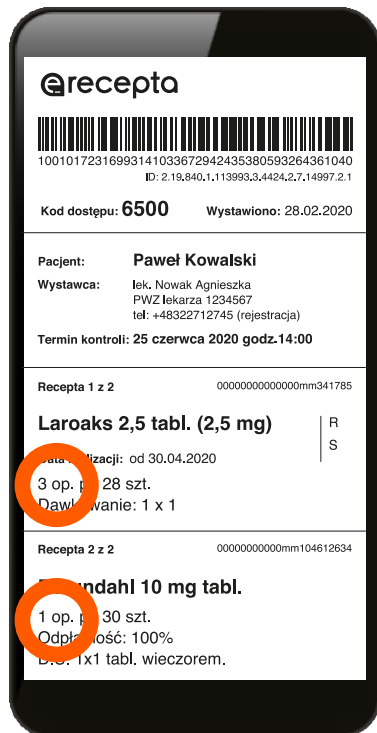 erecepta
10010172316993141033672942435380593264361040
ID: 2.19.840.1.113993.3.4424.2.7.14997.2.1
Kod dostępu: 6500 Wystawiono: 28.02.2020
Pacjent: Paweł Kowalski
Wystawca: lek. Nowak Agnieszka
PWZ lekarza 1234567
tel: +48322712745 (rejestracja)
Termin kontroli: 25 czerwca 2020 godz.14:00
Recepta 1 z 2 00000000000000mm341785
Laroaks 2,5 tabl. (2,5 mg) R
S
od 30.04.2020
3 op. 28 szt.
Dawkowanie: 1 x 1
Recepta 2 z 2 00000000000mm104612634
10 mg tabl.
1 op. 30 szt.
Odpłatność: 100%
D.S. 1x1 tabl. wieczorem.